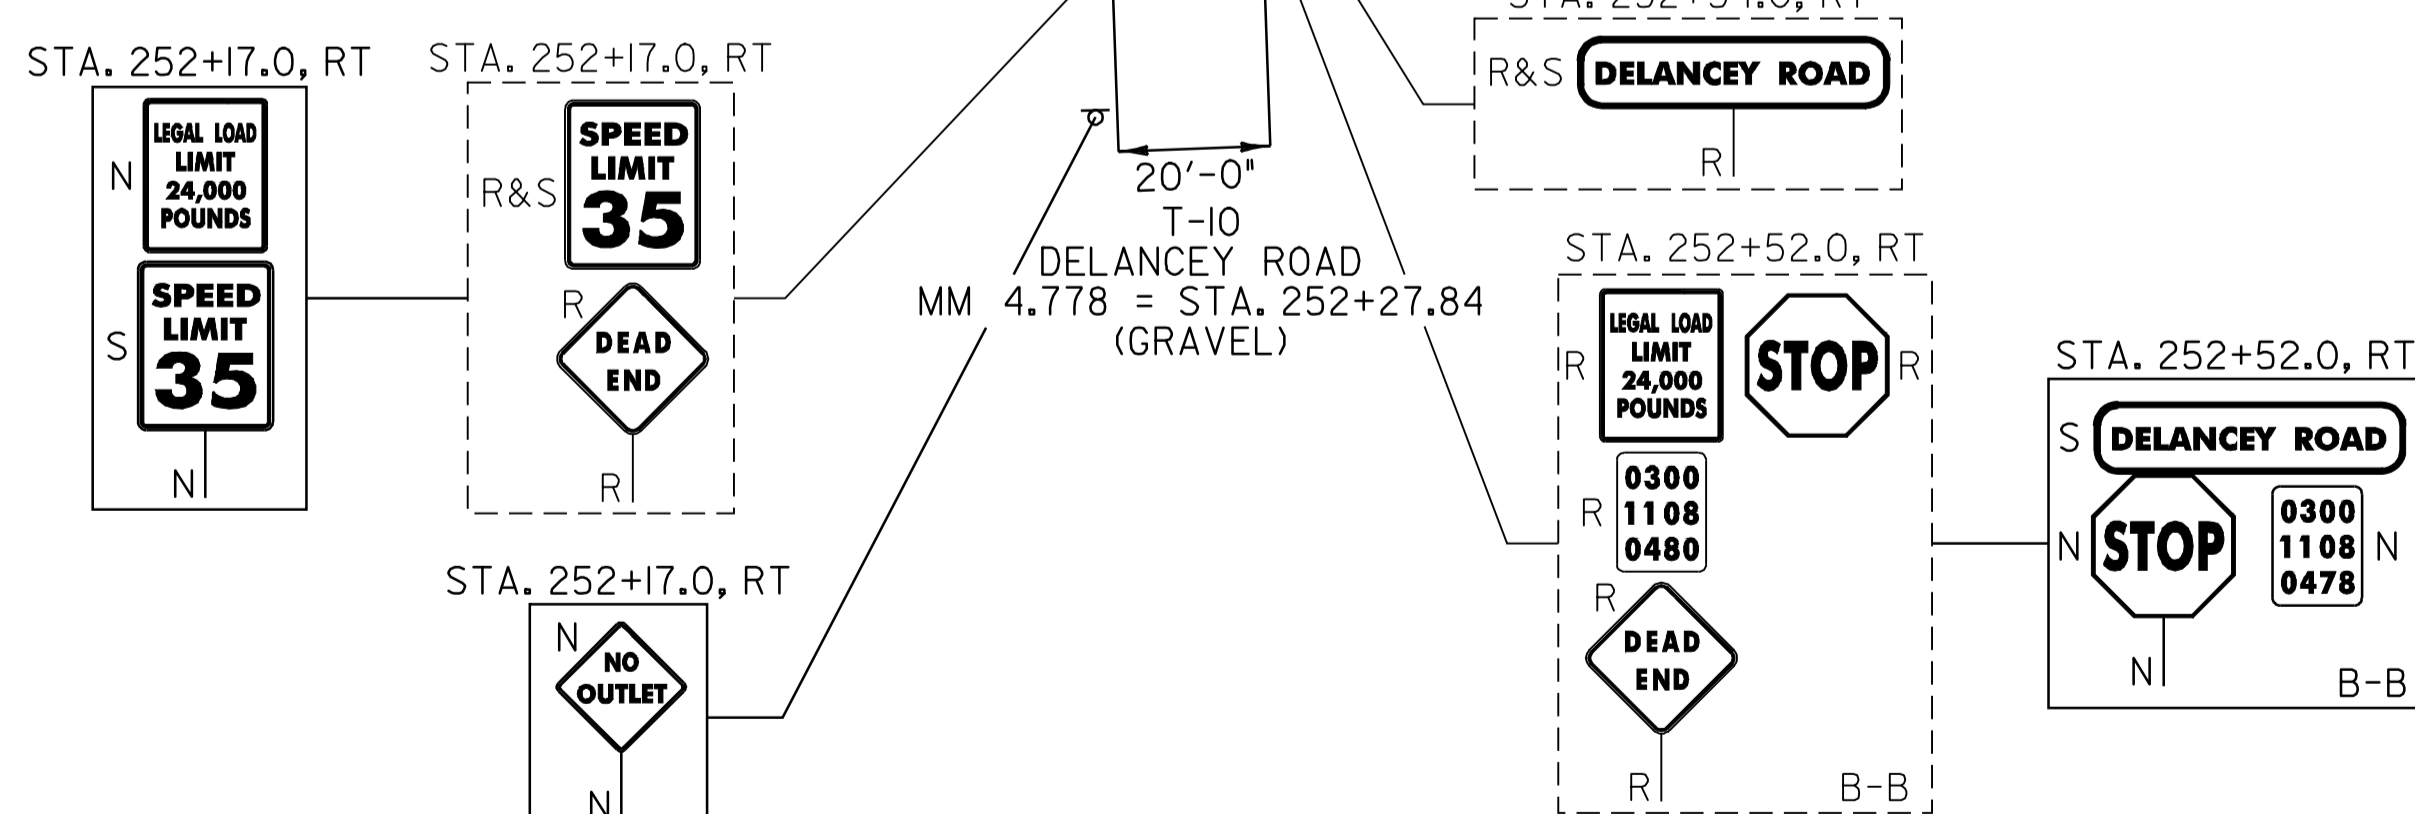 STA. 252+17.0, RT
N
LEGAL LOAD
LIMIT
24,000
POUNDS
S
SPEED
LIMIT
35
N
STA. 252+17.0, RT
R&S
SPEED
LIMIT
35
R
DEAD
END
R
STA. 252+17.0, RT
N
NO
OUTLET
N
20'-0"
T-10
DELANCEY ROAD
MM 4.778 = STA. 252+27.84
(GRAVEL)
R&S
DELANCEY ROAD
R
STA. 252+52.0, RT
R
LEGAL LOAD
LIMIT
24,000
POUNDS
STOP
R
R
0300
1108
0480
R
DEAD
END
R
B-B
STA. 252+52.0, RT
S
DELANCEY ROAD
N
STOP
0300
1108
0478
N
N
B-B